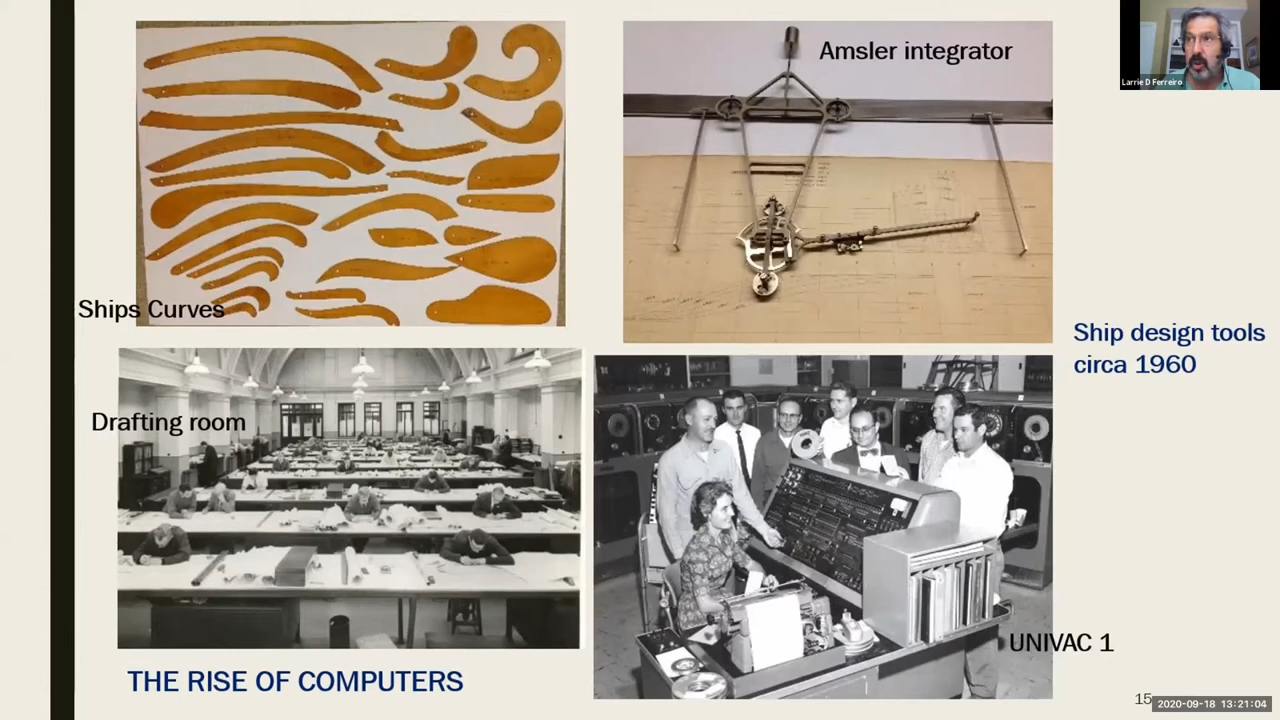 Amsler integrator
Larrie D Ferreiro
Ships Curves
Ship design tools
circa 1960
Drafting room
UNIVAC 1
THE RISE OF COMPUTERS
15
2020-09-18 13:21:04